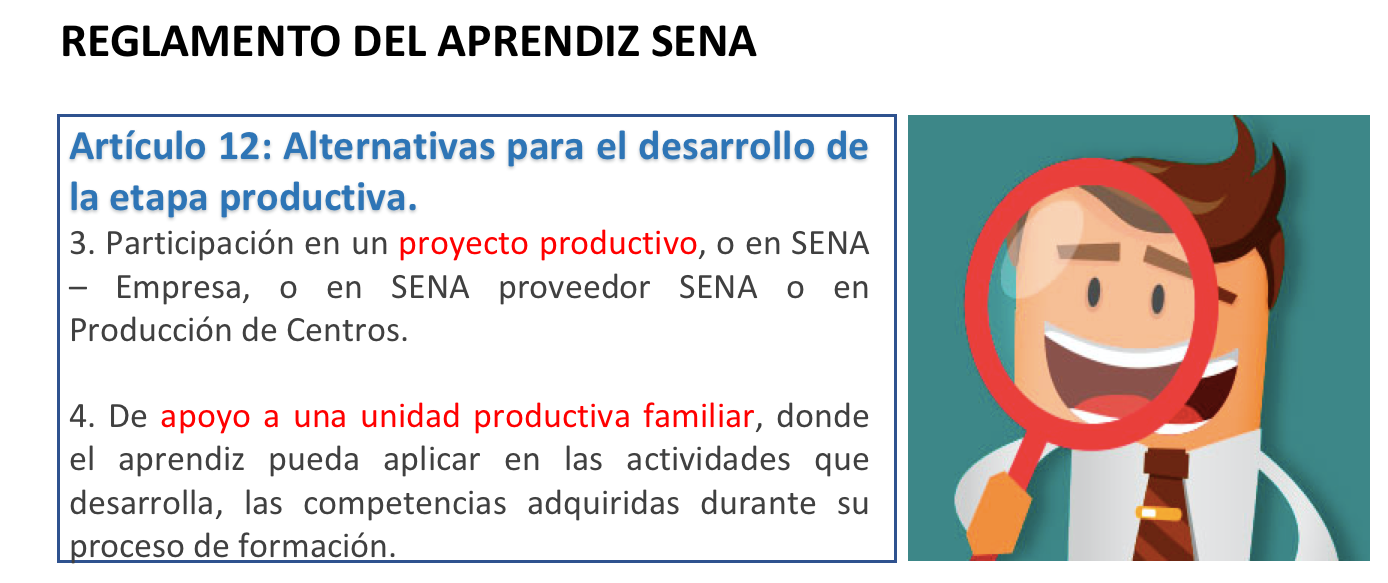 REGLAMENTO DEL APRENDIZ SENA
Artículo 12: Alternativas para el desarrollo de
la etapa productiva.
3. Participación en un proyecto productivo, o en SENA
– Empresa, o en SENA proveedor SENA o en
Producción de Centros.
4. De apoyo a una unidad productiva familiar, donde
el aprendiz pueda aplicar en las actividades que
desarrolla, las competencias adquiridas durante su
proceso de formación.